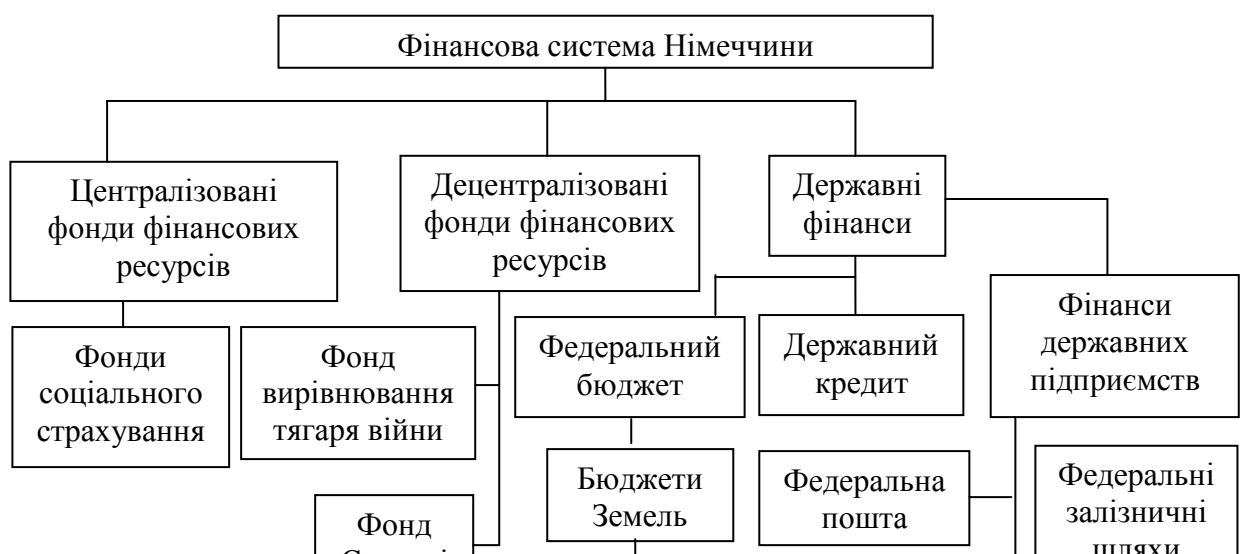 Фінансова система Німеччини
Централізовані
фонди фінансових
ресурсів
Децентралізовані
фонди фінансових
ресурсів
Державні
фінанси
Фонди
соціального
страхування
Фонд
вирівнювання
тягаря війни
Федеральний
бюджет
Державний
кредит
Фінанси
державних
підприємств
Бюджети
Земель
Федеральна
пошта
Федеральні
залізничні
шляхи
Фонд